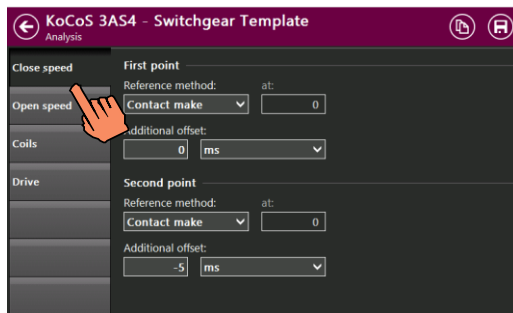 KoCoS 3AS4 - Switchgear Template
Analysis
Close speed
Open speed
Coils
Drive
First point
Reference method: at:
Contact make 0
Additional offset:
0 ms
Second point
Reference method: at:
Contact make 0
Additional offset:
-5 ms